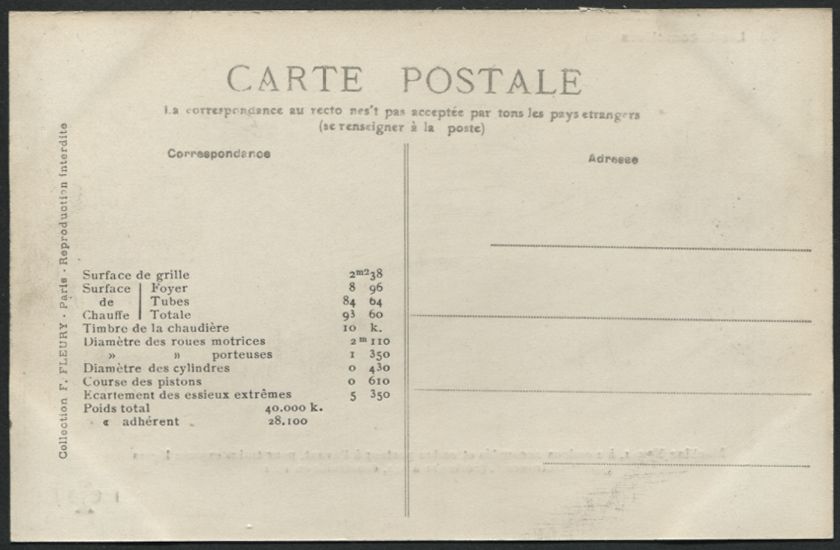 CARTE POSTALE
La correspondance au recto nes't pas acceptée par tons les pays etrangers
(se renseigner à la poste)
Correspondance
Adresse
Collection F. FLEURY - Paris - Reproduction interdite
Surface de grille 2m²38
Surface | Foyer 8 96
de | Tubes 84 64
Chauffe | Totale 93 60
Timbre de la chaudière 10 k.
Diamètre des roues motrices 2m110
» » porteuses 1 350
Diamètre des cylindres 0 430
Course des pistons 0 610
Ecartement des essieux extrêmes 5 350
Poids total 40.000 k.
« adhérent 28.100